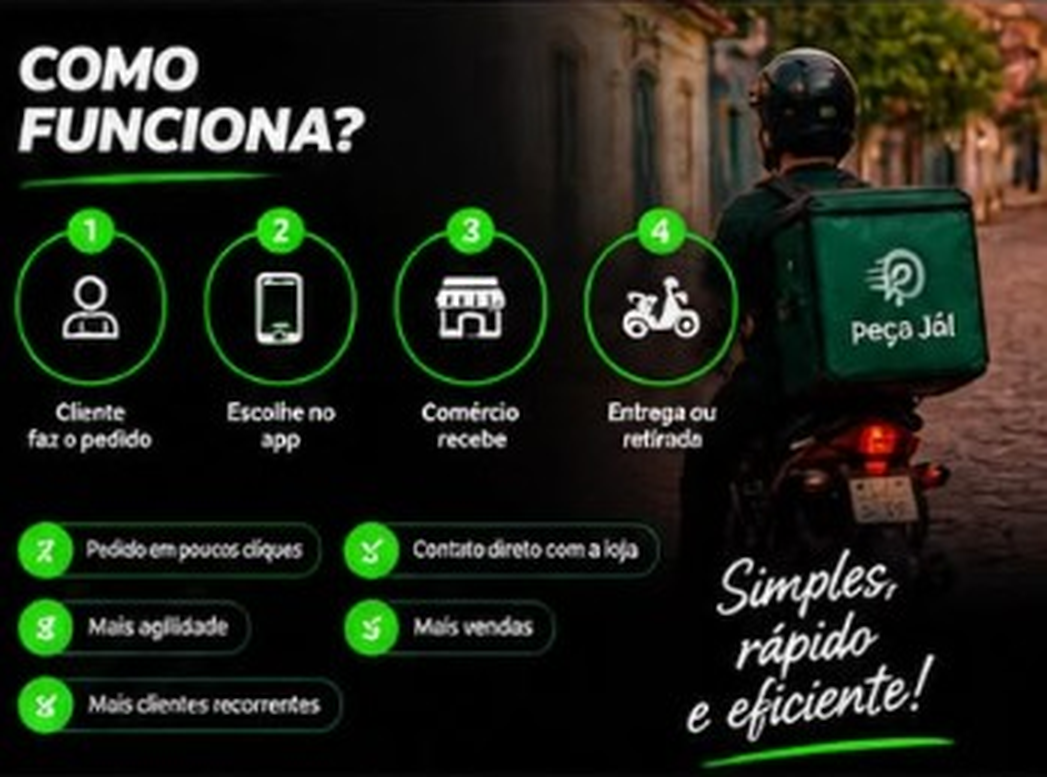 COMO
FUNCIONA?
1
2
3
4
Cliente
faz o pedido
Escolhe no
app
Comércio
recebe
Entrega ou
retirada
peça Já!
Pedido em poucos cliques
Contato direto com a loja
Mais agilidade
Mais vendas
Mais clientes recorrentes
Simples,
rápido
e eficiente!